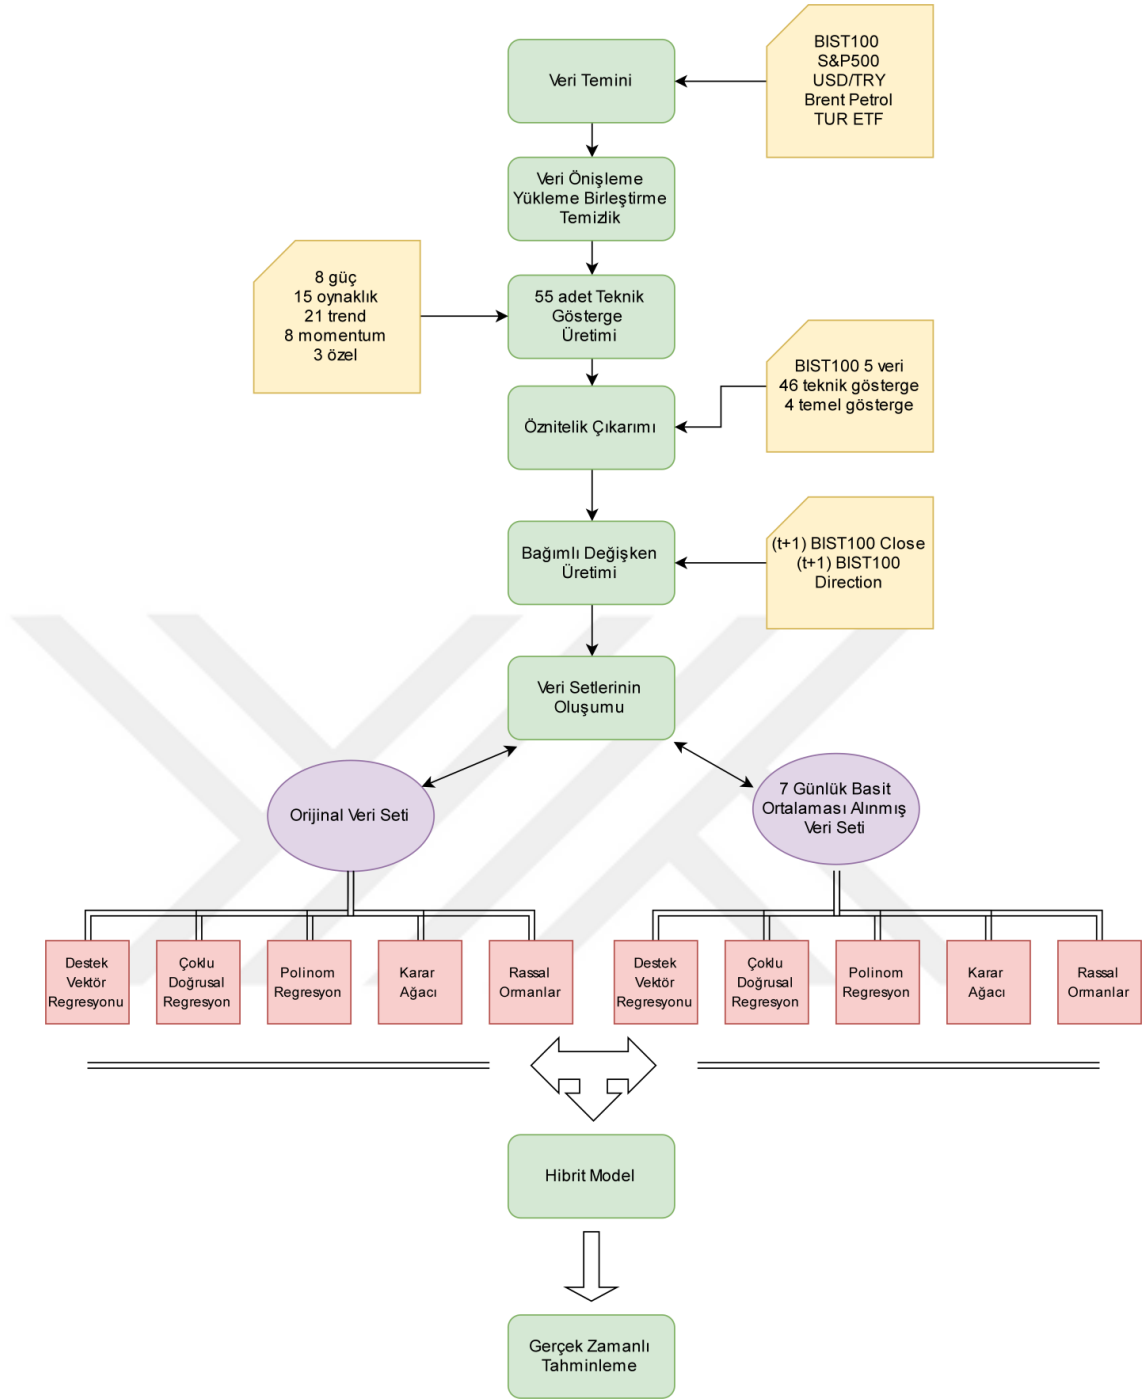 Veri Temini
BIST100
S&P500
USD/TRY
Brent Petrol
TUR ETF
Veri Önişleme
Yükleme Birleştirme
Temizlik
8 güç
15 oynaklık
21 trend
8 momentum
3 özel
55 adet Teknik
Gösterge
Üretimi
BIST100 5 veri
46 teknik gösterge
4 temel gösterge
Öznitelik Çıkarımı
Bağımlı Değişken
Üretimi
(t+1) BIST100 Close
(t+1) BIST100
Direction
Veri Setlerinin
Oluşumu
Orijinal Veri Seti
7 Günlük Basit
Ortalaması Alınmış
Veri Seti
Destek
Vektör
Regresyonu
Çoklu
Doğrusal
Regresyon
Polinom
Regresyon
Karar
Ağacı
Rassal
Ormanlar
Destek
Vektör
Regresyonu
Çoklu
Doğrusal
Regresyon
Polinom
Regresyon
Karar
Ağacı
Rassal
Ormanlar
Hibrit Model
Gerçek Zamanlı
Tahminleme